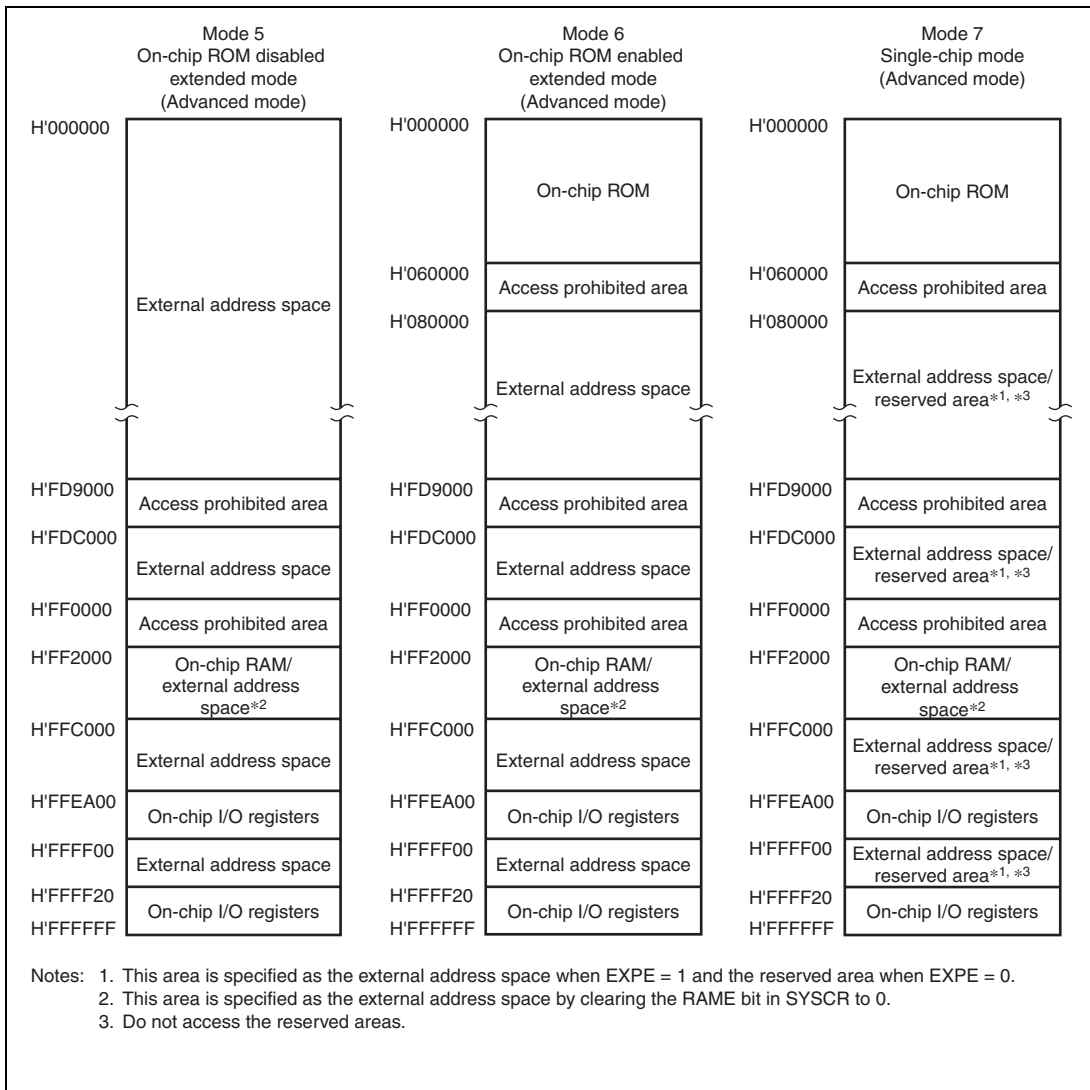 Mode 5
On-chip ROM disabled
extended mode
(Advanced mode)
H'000000
External address space
H'FD9000
Access prohibited area
H'FDC000
External address space
H'FF0000
Access prohibited area
H'FF2000
On-chip RAM/
external address
space*2
H'FFC000
External address space
H'FFEA00
On-chip I/O registers
H'FFFF00
External address space
H'FFFF20
On-chip I/O registers
H'FFFFFF
Mode 6
On-chip ROM enabled
extended mode
(Advanced mode)
H'000000
On-chip ROM
H'060000
Access prohibited area
H'080000
External address space
H'FD9000
Access prohibited area
H'FDC000
External address space
H'FF0000
Access prohibited area
H'FF2000
On-chip RAM/
external address
space*2
H'FFC000
External address space
H'FFEA00
On-chip I/O registers
H'FFFF00
External address space
H'FFFF20
On-chip I/O registers
H'FFFFFF
Mode 7
Single-chip mode
(Advanced mode)
H'000000
On-chip ROM
H'060000
Access prohibited area
H'080000
External address space/
reserved area*1, *3
H'FD9000
Access prohibited area
H'FDC000
External address space/
reserved area*1, *3
H'FF0000
Access prohibited area
H'FF2000
On-chip RAM/
external address
space*2
H'FFC000
External address space/
reserved area*1, *3
H'FFEA00
On-chip I/O registers
H'FFFF00
External address space/
reserved area*1, *3
H'FFFF20
On-chip I/O registers
H'FFFFFF
Notes: 1. This area is specified as the external address space when EXPE = 1 and the reserved area when EXPE = 0.
2. This area is specified as the external address space by clearing the RAME bit in SYSCR to 0.
3. Do not access the reserved areas.